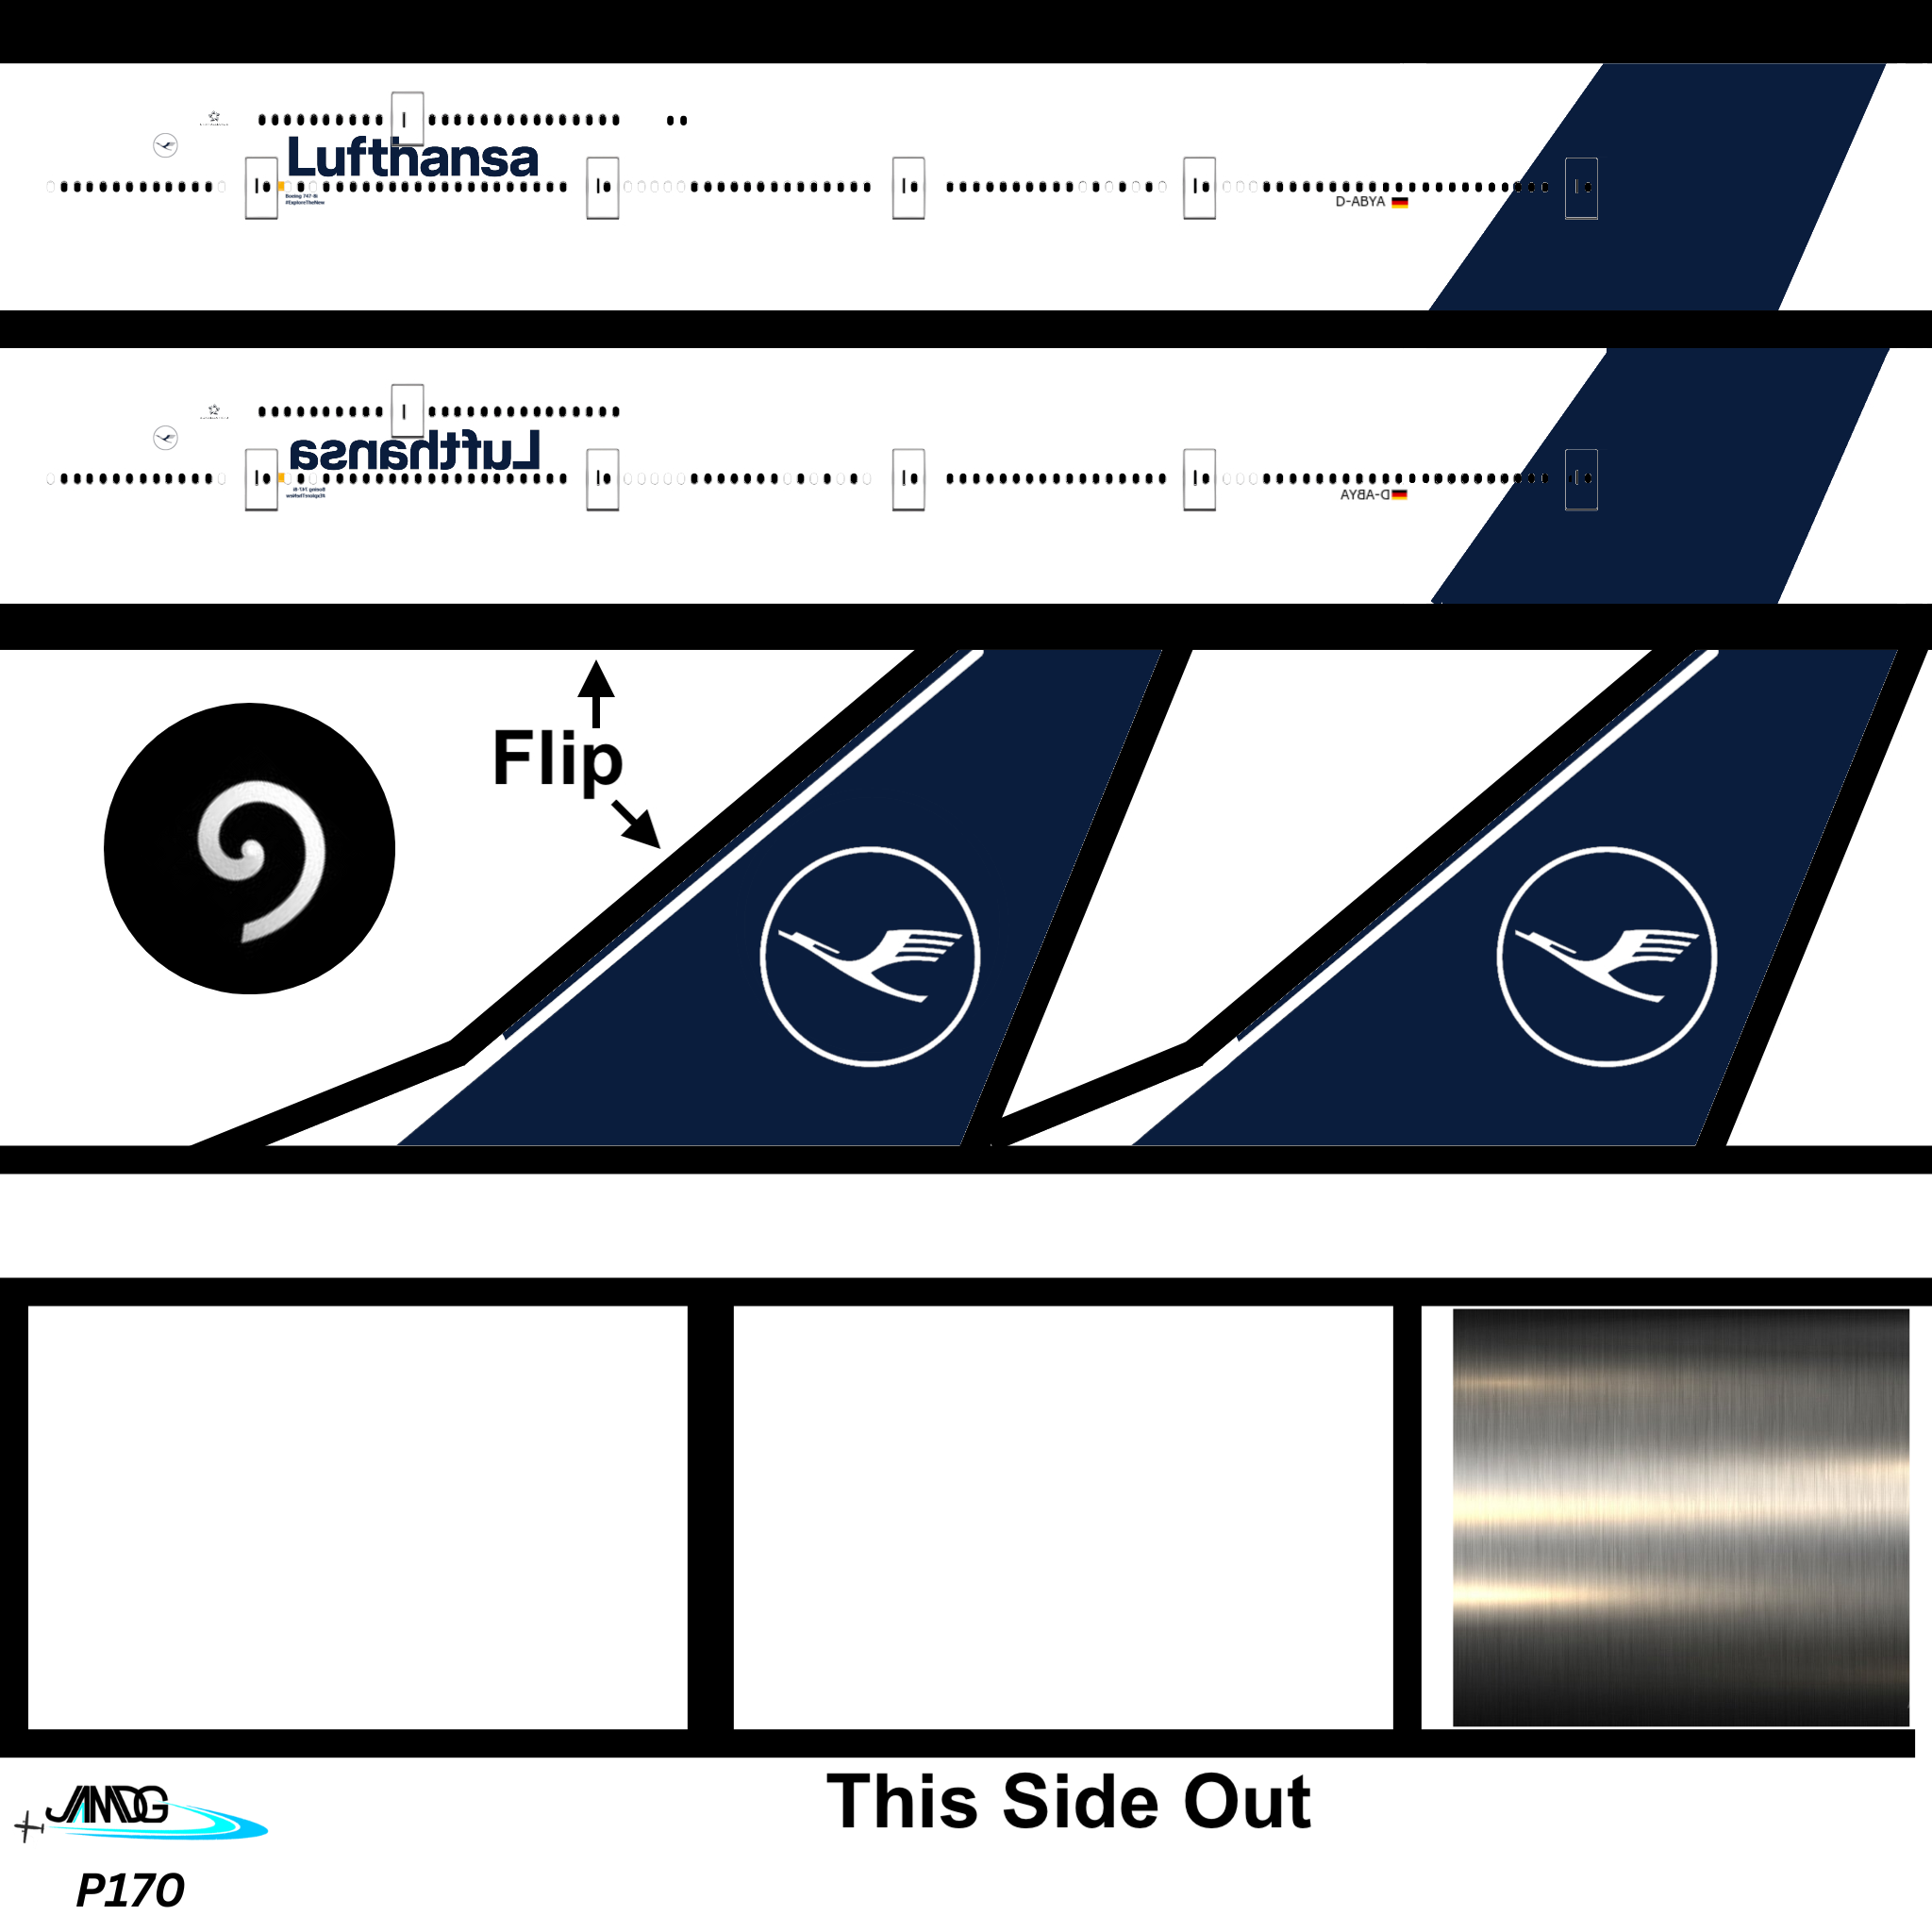 Lufthansa
Boeing 747-8i
#ExploreTheNew
D-ABYA
Lufthansa
Boeing 747-8i
#ExploreTheNew
D-ABYA
Flip
This Side Out
JAMDG
P170